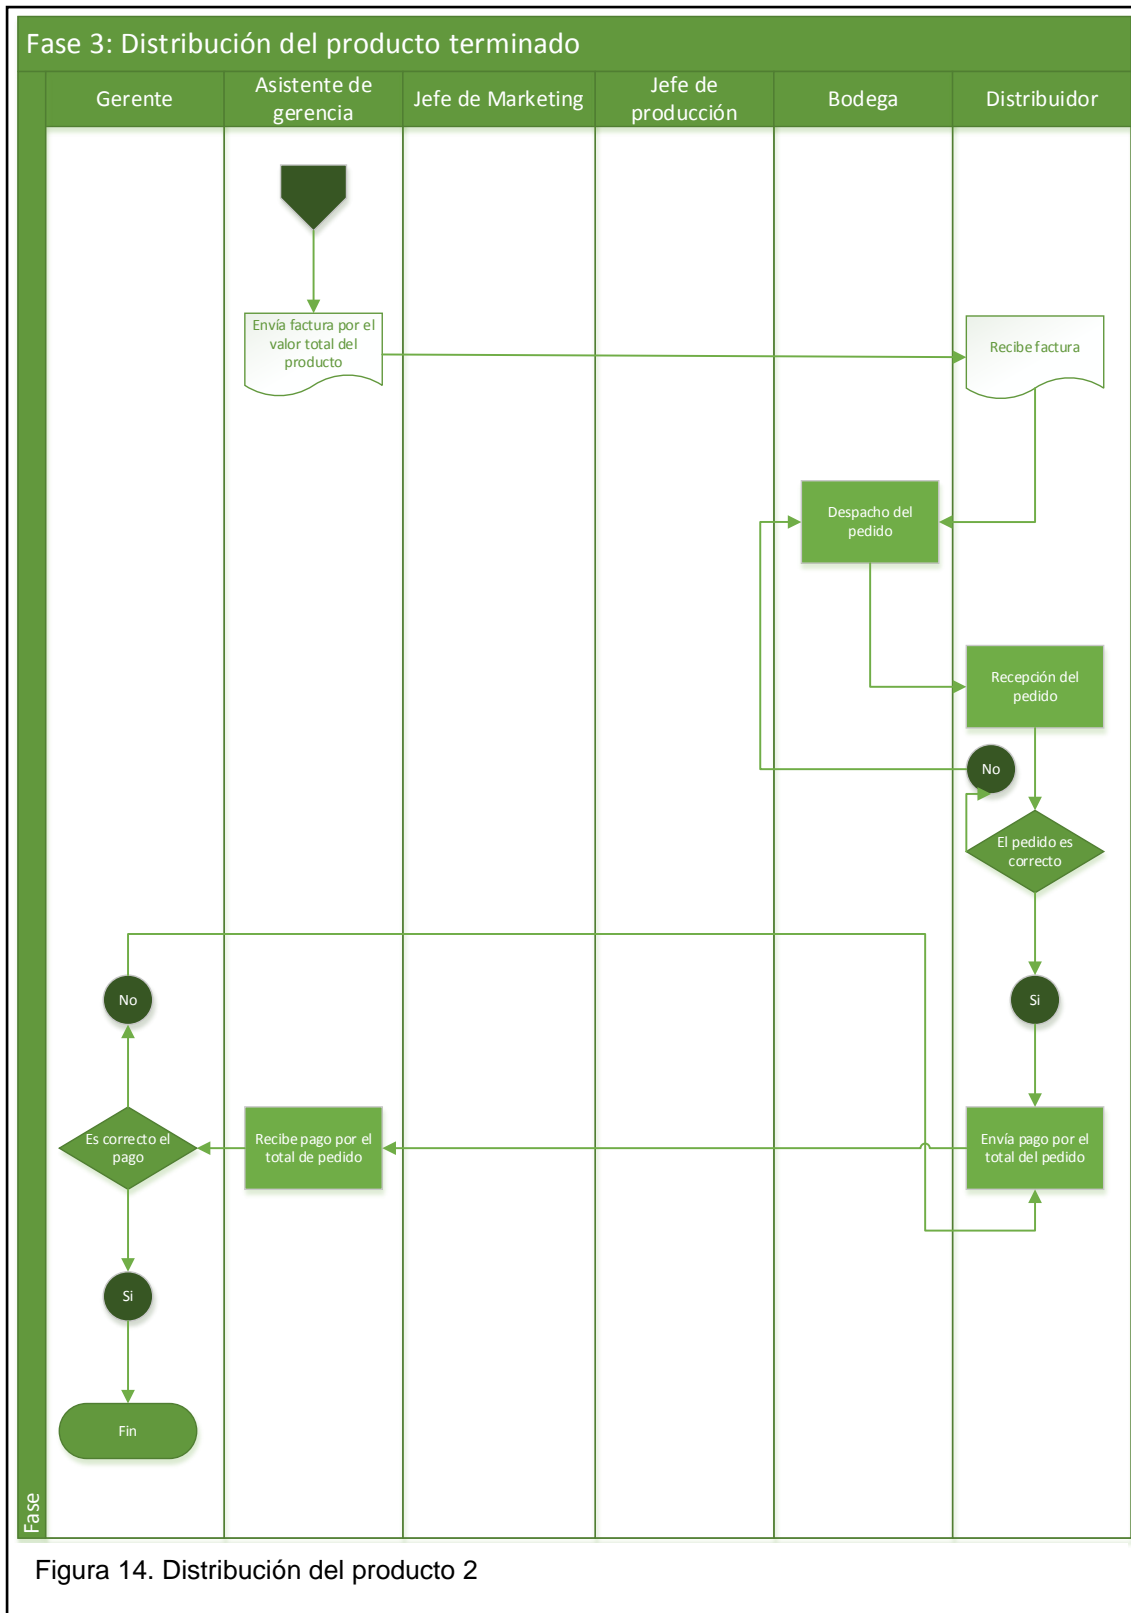 Fase 3: Distribución del producto terminado
Gerente
Asistente de
gerencia
Jefe de Marketing
Jefe de
producción
Bodega
Distribuidor
Envía factura por el
valor total del
producto
Recibe factura
Despacho del
pedido
Recepción del
pedido
No
El pedido es
correcto
No
Si
Es correcto el
pago
Recibe pago por el
total de pedido
Envía pago por el
total del pedido
Si
Fin
Fase
Figura 14. Distribución del producto 2